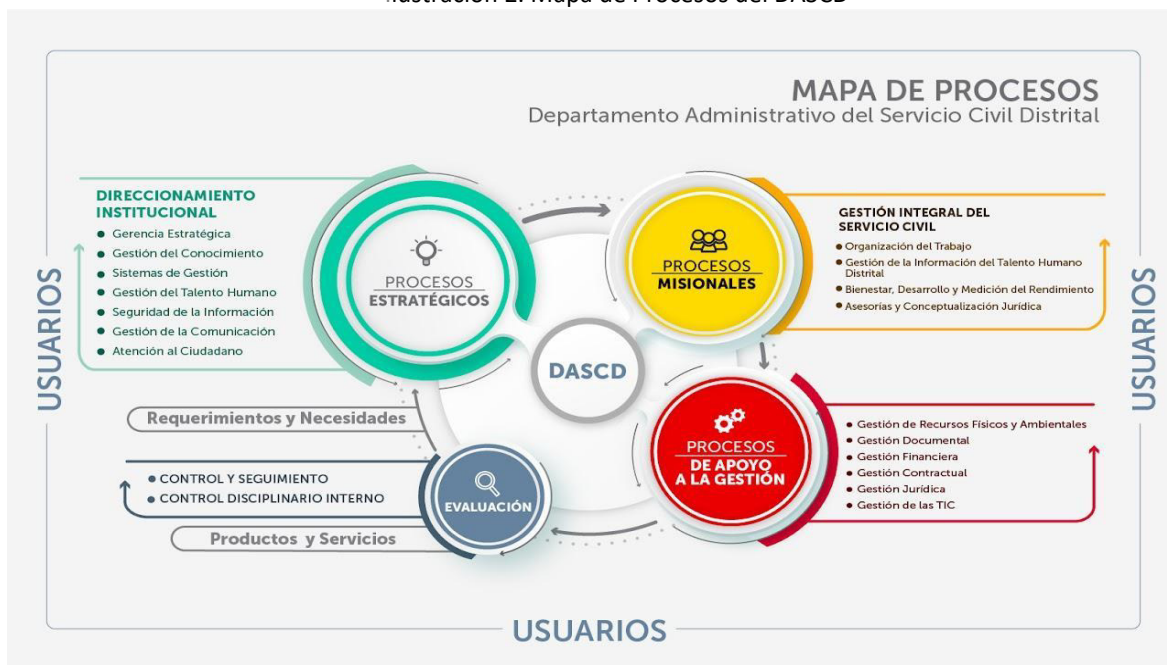 MAPA DE PROCESOS
Departamento Administrativo del Servicio Civil Distrital
DIRECCIONAMIENTO
INSTITUCIONAL
• Gerencia Estratégica
• Gestión del Conocimiento
• Sistemas de Gestión
• Gestión del Talento Humano
• Seguridad de la Información
• Gestión de la Comunicación
• Atención al Ciudadano
PROCESOS
ESTRATÉGICOS
PROCESOS
MISIONALES
GESTIÓN INTEGRAL DEL
SERVICIO CIVIL
• Organización del Trabajo
• Gestión de la Información del Talento Humano
Distrital
• Bienestar, Desarrollo y Medición del Rendimiento
• Asesorías y Conceptualización Jurídica
USUARIOS
DASCD
USUARIOS
Requerimientos y Necesidades
• CONTROL Y SEGUIMIENTO
• CONTROL DISCIPLINARIO INTERNO
EVALUACIÓN
Productos y Servicios
PROCESOS
DE APOYO
A LA GESTIÓN
• Gestión de Recursos Físicos y Ambientales
• Gestión Documental
• Gestión Financiera
• Gestión Contractual
• Gestión Jurídica
• Gestión de las TIC
USUARIOS